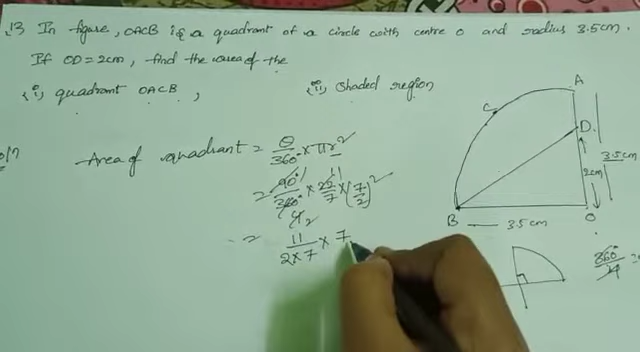 13 In figure, OACB is a quadrant of a circle with centre O and radius 3.5cm.
If OD = 2cm, find the area of the
(i) quadrant OACB, (ii) Shaded region
Area of quadrant = θ/360° × πr²
= 90°/360° × 22/7 × (7/2)²
= 11/2×7 × 7
A
C
D
3.5cm
2cm
B 3.5cm O
360°/4